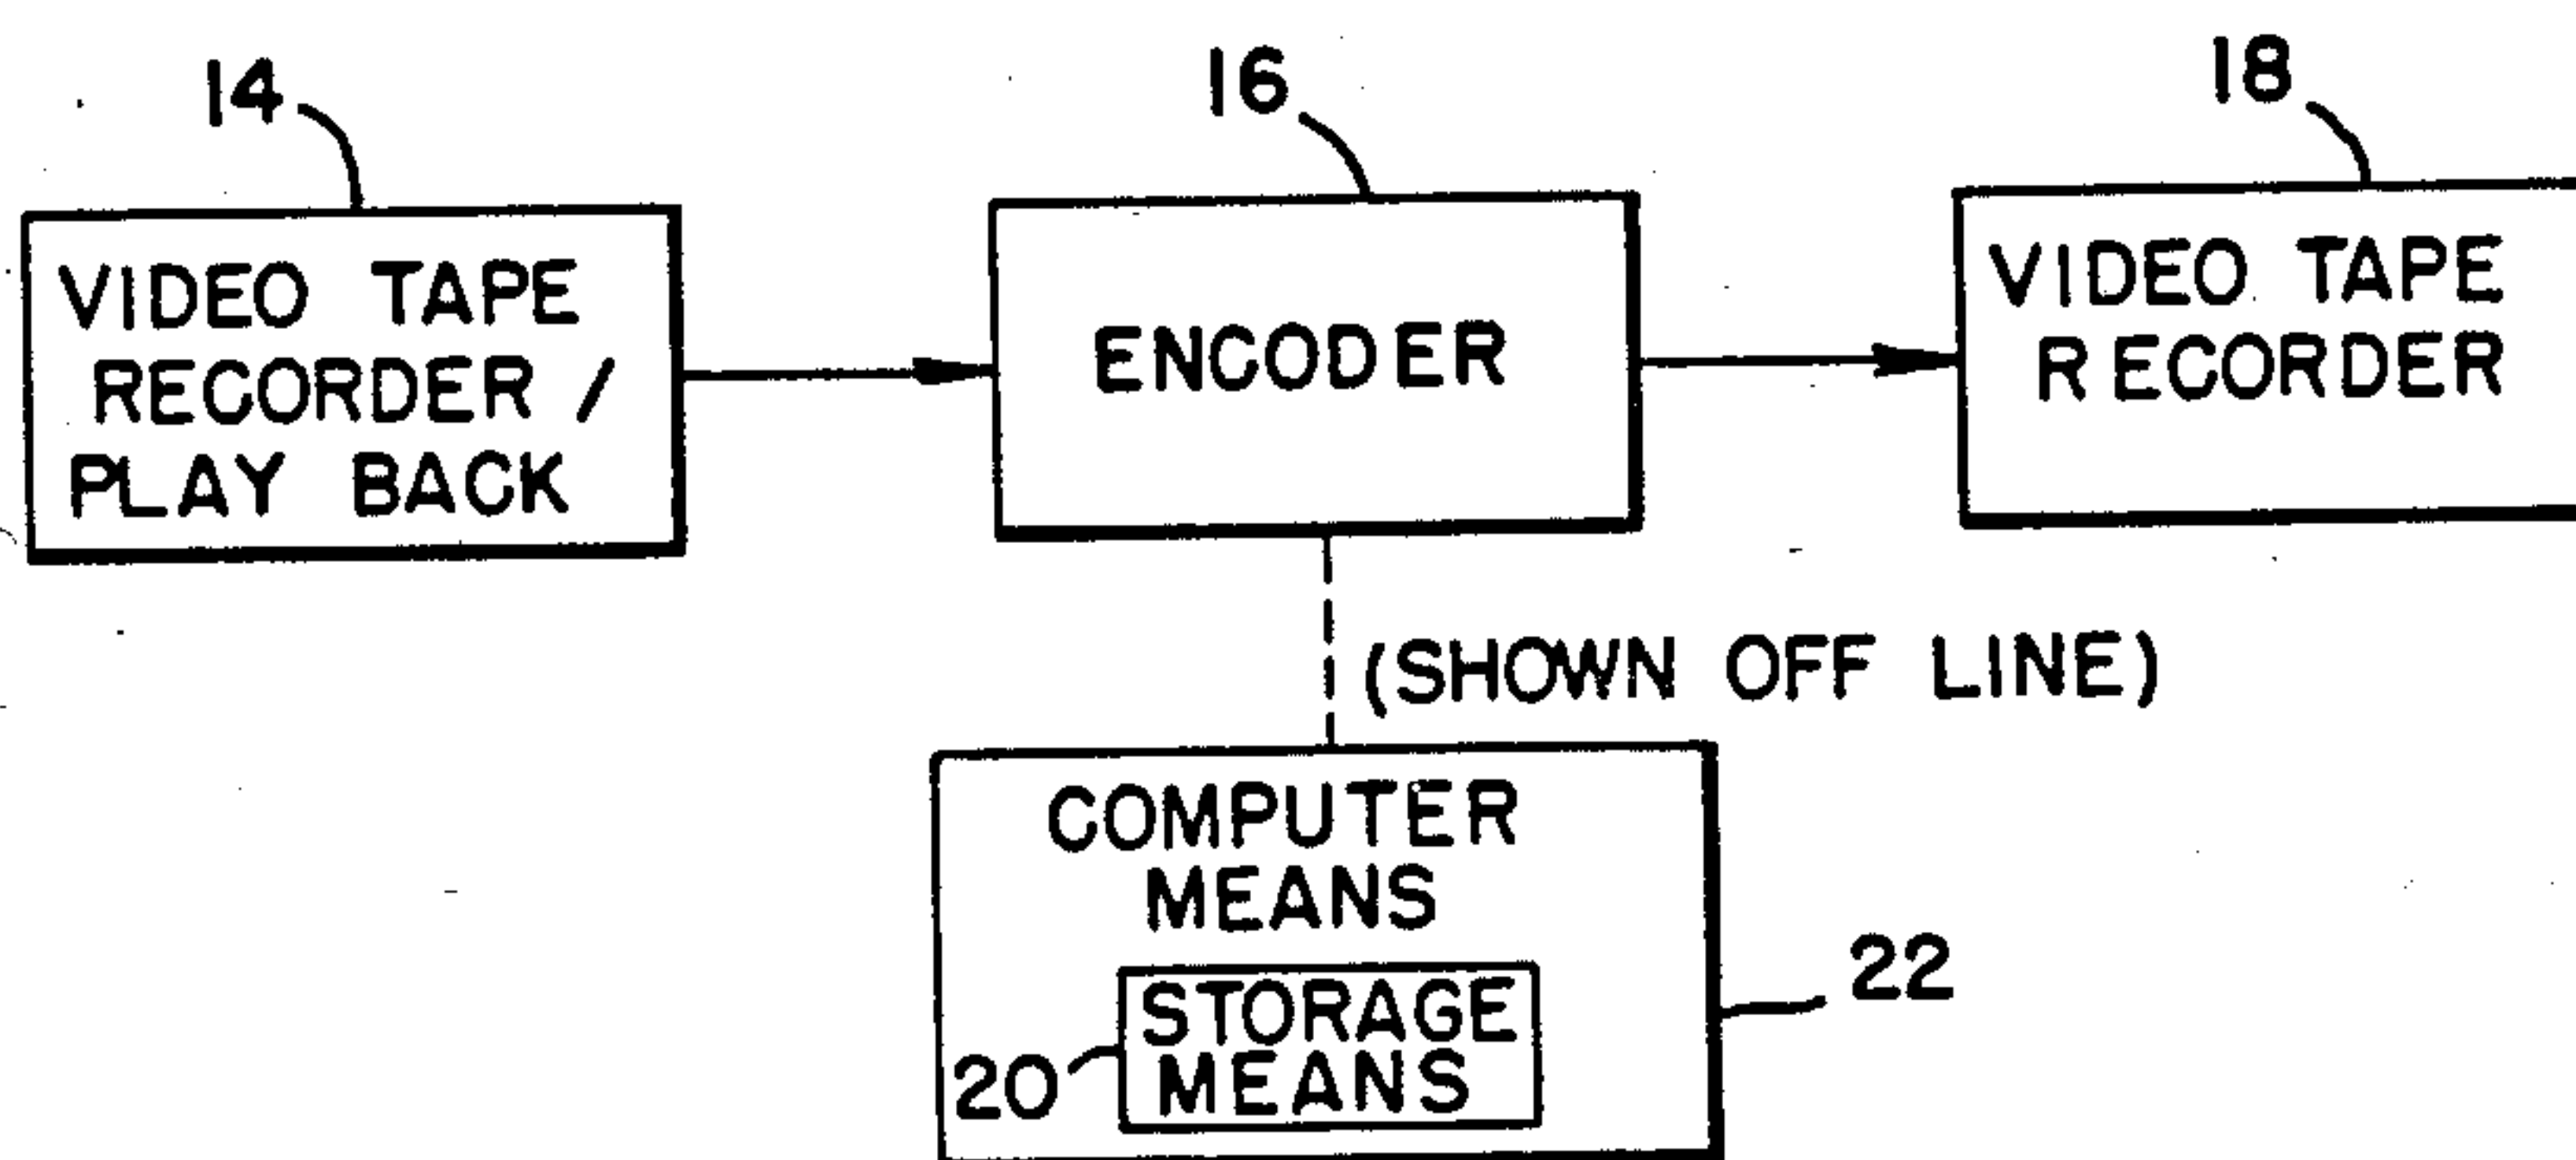 14
16
18
VIDEO TAPE
RECORDER /
PLAY BACK
ENCODER
VIDEO TAPE
RECORDER
(SHOWN OFF LINE)
COMPUTER
MEANS
STORAGE
MEANS
20
22